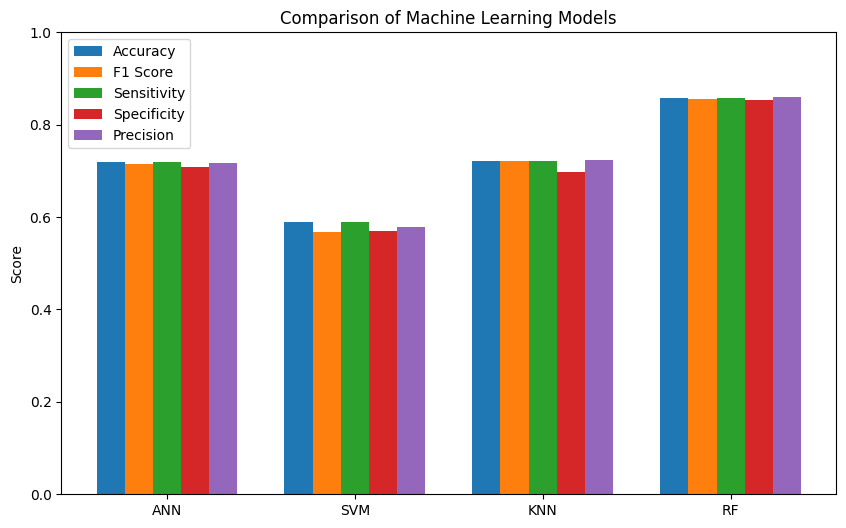 Comparison of Machine Learning Models
1.0
0.8
0.6
0.4
0.2
0.0
Score
Accuracy
F1 Score
Sensitivity
Specificity
Precision
ANN SVM KNN RF